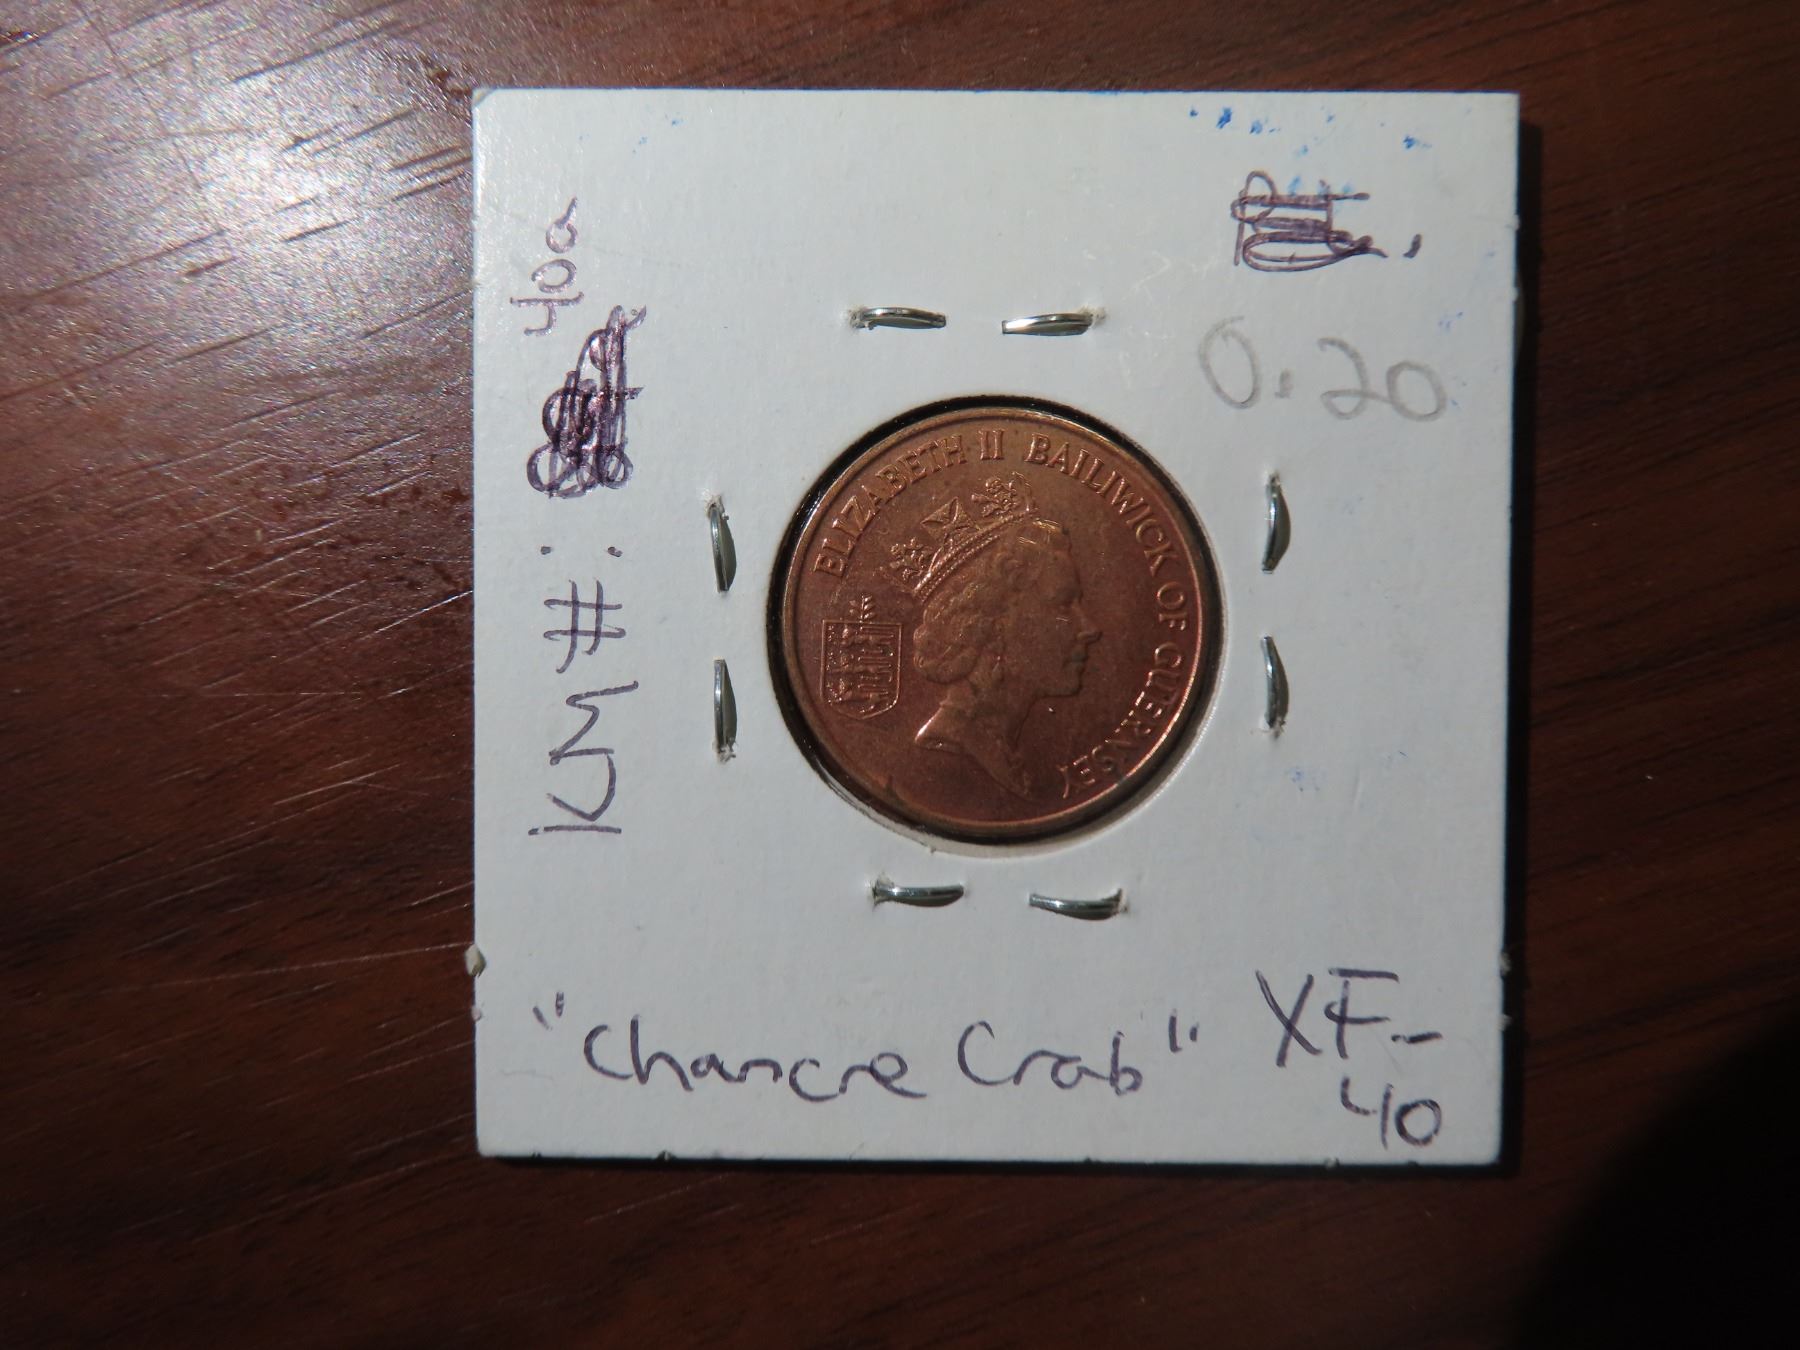 KM#: 40a
0.20
ELIZABETH II BAILIWICK OF GUERNSEY
"Chancre Crab" XF-
40